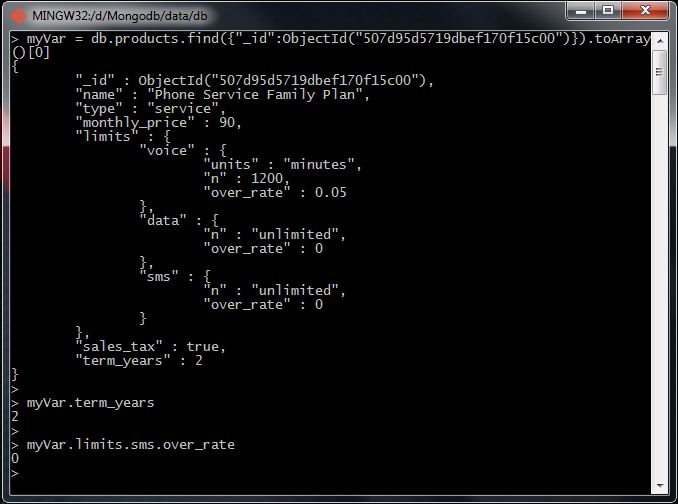 MINGW32:/d/Mongodb/data/db
> myVar = db.products.find({"_id":ObjectId("507d95d5719dbef170f15c00")}).toArray
()[0]
{
        "_id" : ObjectId("507d95d5719dbef170f15c00"),
        "name" : "Phone Service Family Plan",
        "type" : "service",
        "monthly_price" : 90,
        "limits" : {
                "voice" : {
                        "units" : "minutes",
                        "n" : 1200,
                        "over_rate" : 0.05
                },
                "data" : {
                        "n" : "unlimited",
                        "over_rate" : 0
                },
                "sms" : {
                        "n" : "unlimited",
                        "over_rate" : 0
                }
        },
        "sales_tax" : true,
        "term_years" : 2
}
>
> myVar.term_years
2
>
> myVar.limits.sms.over_rate
0
>